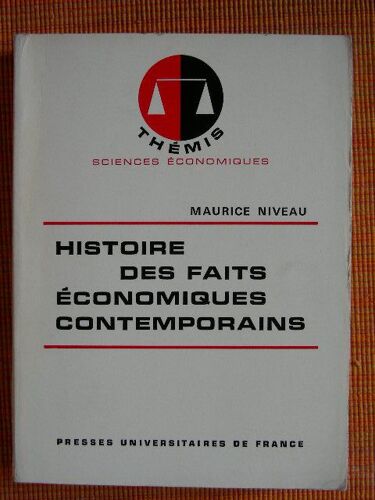 THÉMIS
SCIENCES ÉCONOMIQUES
MAURICE NIVEAU
HISTOIRE
DES FAITS
ÉCONOMIQUES
CONTEMPORAINS
PRESSES UNIVERSITAIRES DE FRANCE